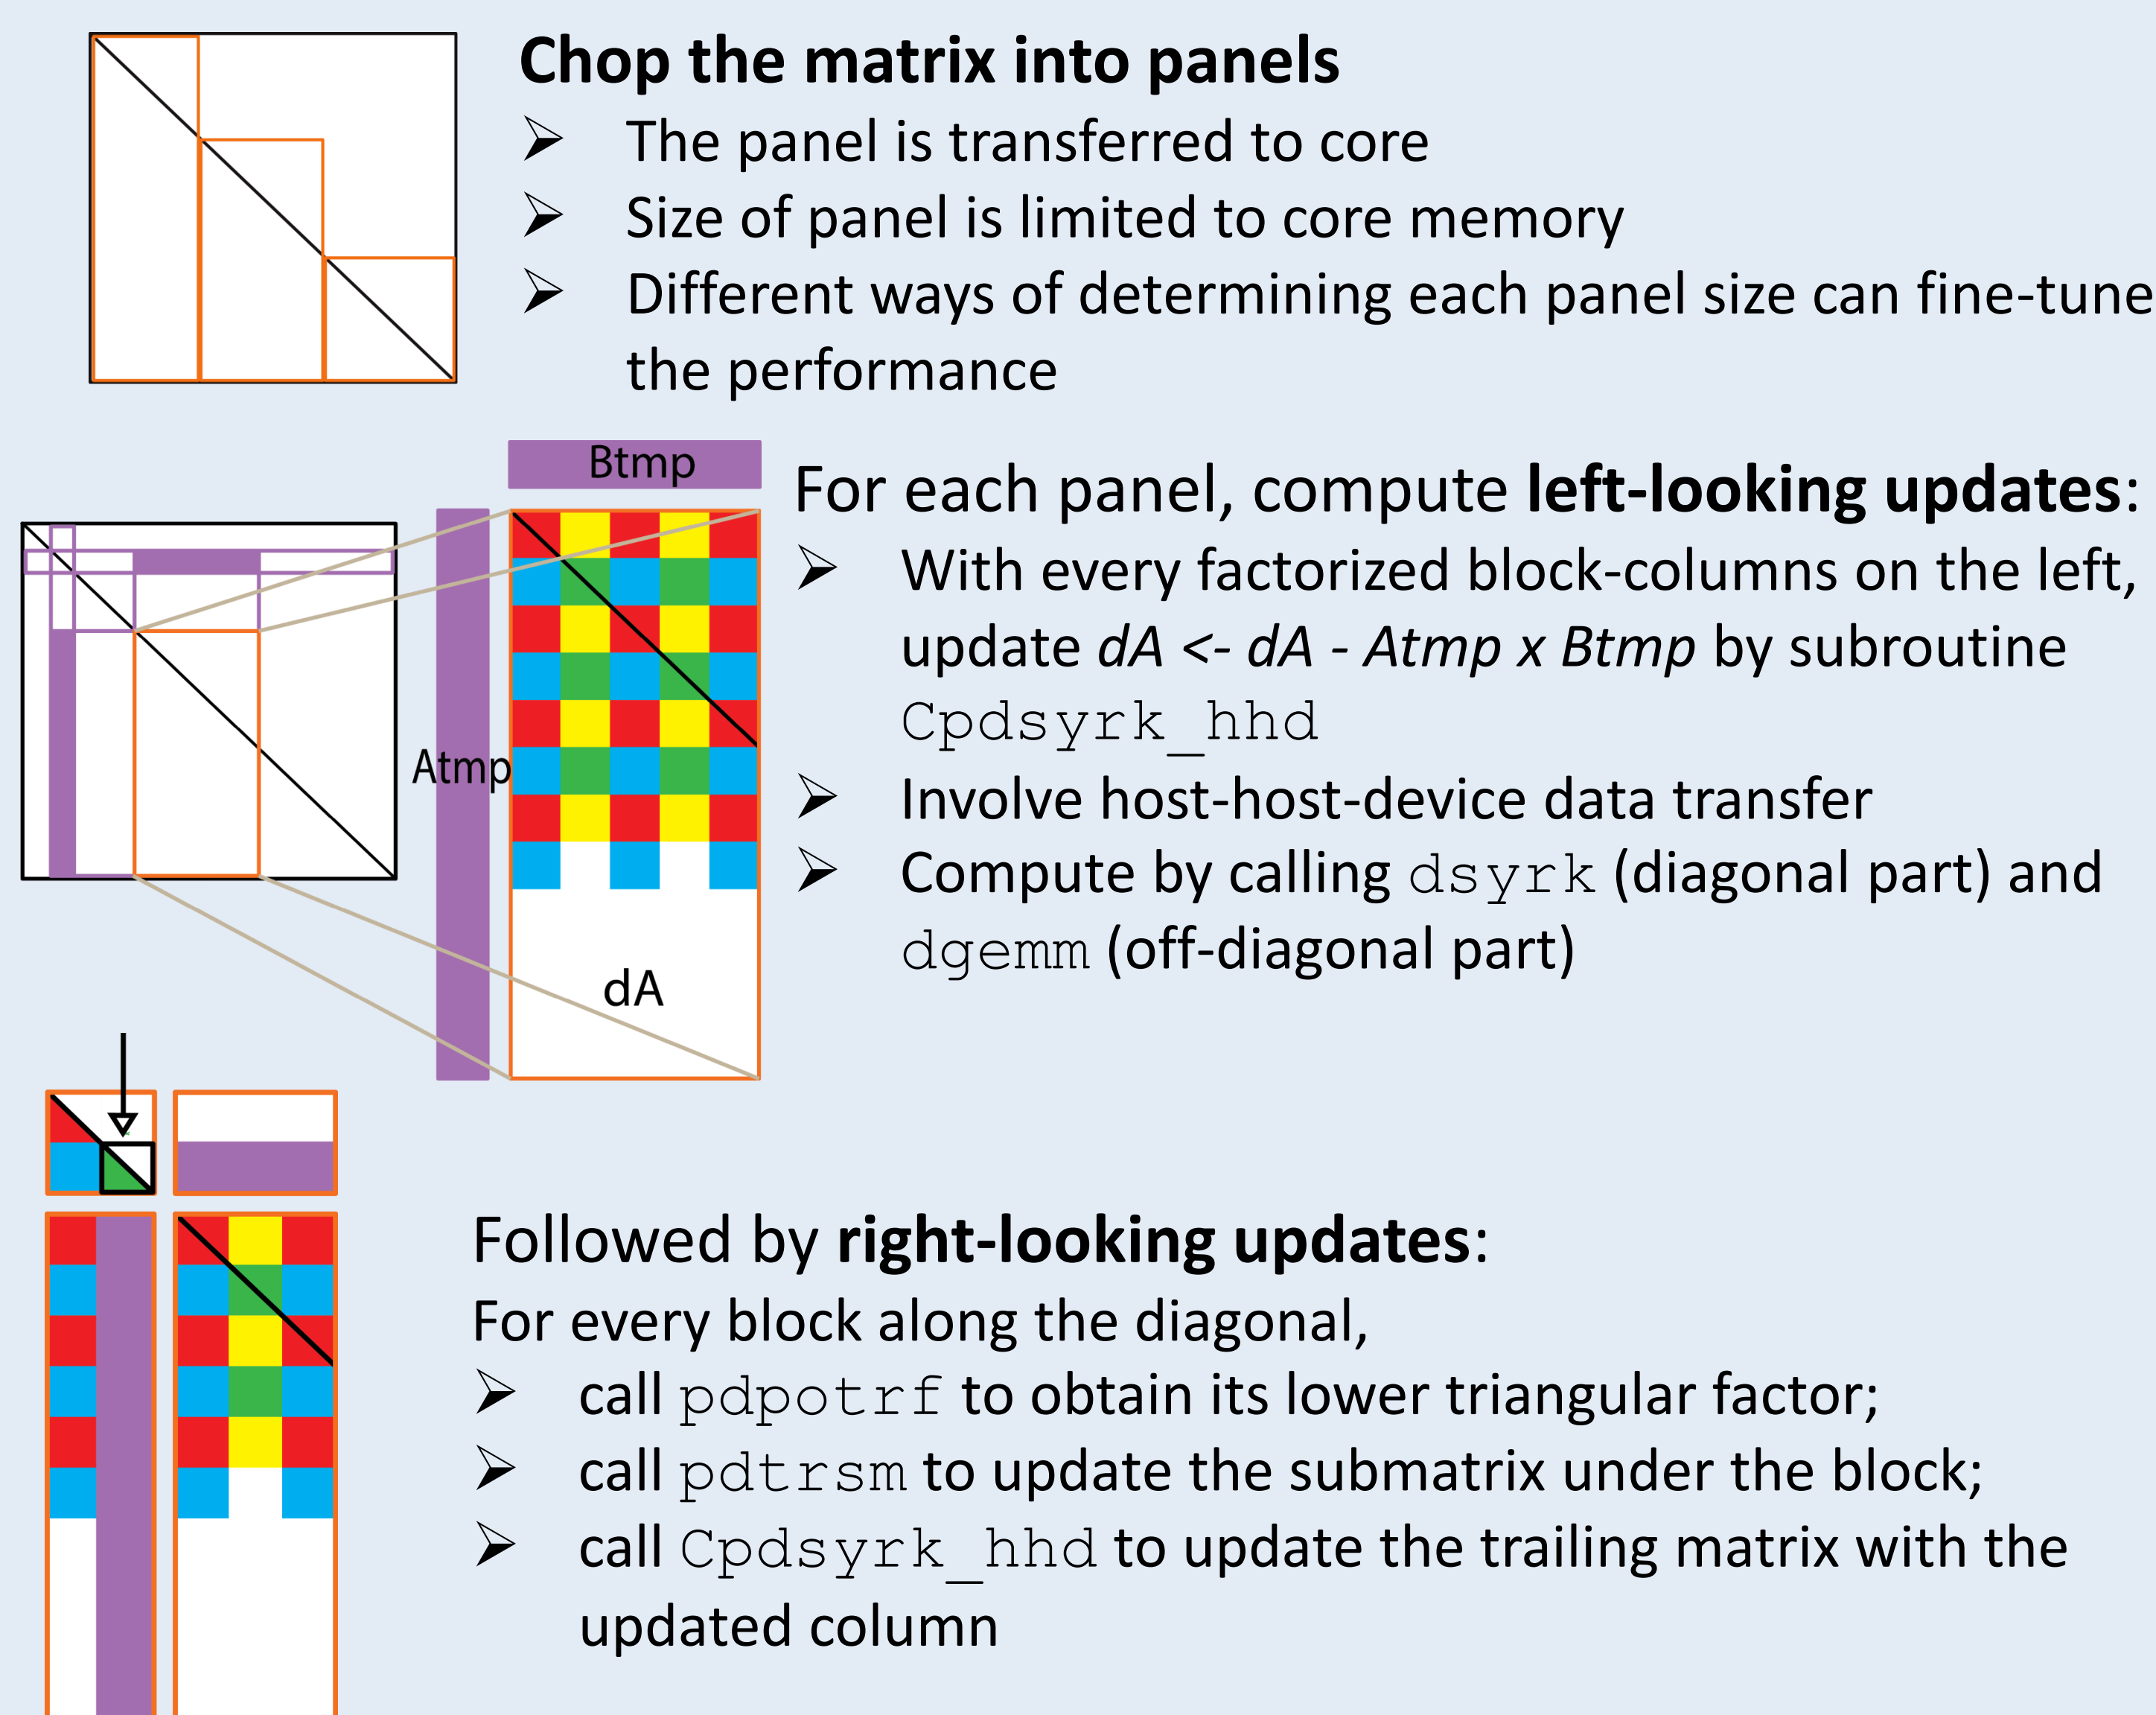 Chop the matrix into panels
The panel is transferred to core
Size of panel is limited to core memory
Different ways of determining each panel size can fine-tune
the performance
Btmp
Atmp
dA
For each panel, compute left-looking updates:
With every factorized block-columns on the left,
update dA <- dA - Atmp x Btmp by subroutine
Cpdsyrk_hhd
Involve host-host-device data transfer
Compute by calling dsyrk (diagonal part) and
dgemm (off-diagonal part)
Followed by right-looking updates:
For every block along the diagonal,
call pdpotrf to obtain its lower triangular factor;
call pdtrsm to update the submatrix under the block;
call Cpdsyrk_hhd to update the trailing matrix with the
updated column